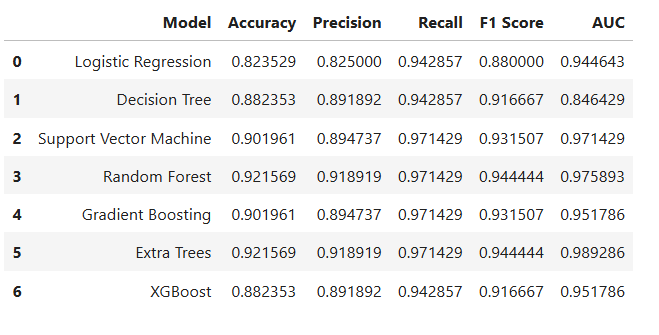 Model Accuracy Precision Recall F1 Score AUC
0 Logistic Regression 0.823529 0.825000 0.942857 0.880000 0.944643
1 Decision Tree 0.882353 0.891892 0.942857 0.916667 0.846429
2 Support Vector Machine 0.901961 0.894737 0.971429 0.931507 0.971429
3 Random Forest 0.921569 0.918919 0.971429 0.944444 0.975893
4 Gradient Boosting 0.901961 0.894737 0.971429 0.931507 0.951786
5 Extra Trees 0.921569 0.918919 0.971429 0.944444 0.989286
6 XGBoost 0.882353 0.891892 0.942857 0.916667 0.951786